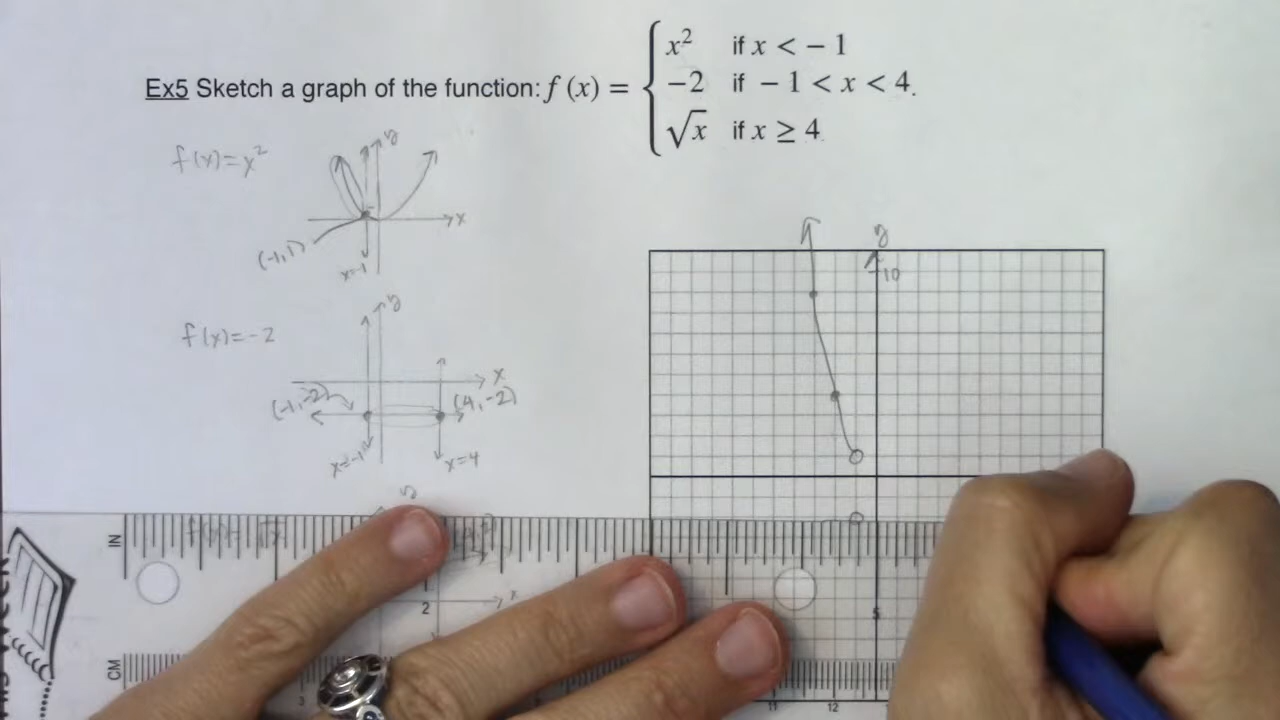 Ex5 Sketch a graph of the function: f (x) = { x² if x < − 1
−2 if − 1 < x < 4.
√x if x ≥ 4
f(x)=x²
y
x
(-1,1)
x=-1
y
10
f(x)=-2
y
x
(-1,-2)
(4,-2)
x=-1
x=4
y
IN
2
x
5
CM
3
11
12